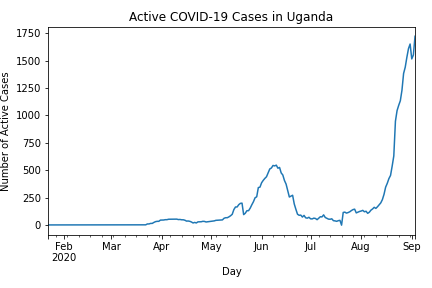 Active COVID-19 Cases in Uganda
Number of Active Cases
1750
1500
1250
1000
750
500
250
0
Feb Mar Apr May Jun Jul Aug Sep
2020
Day